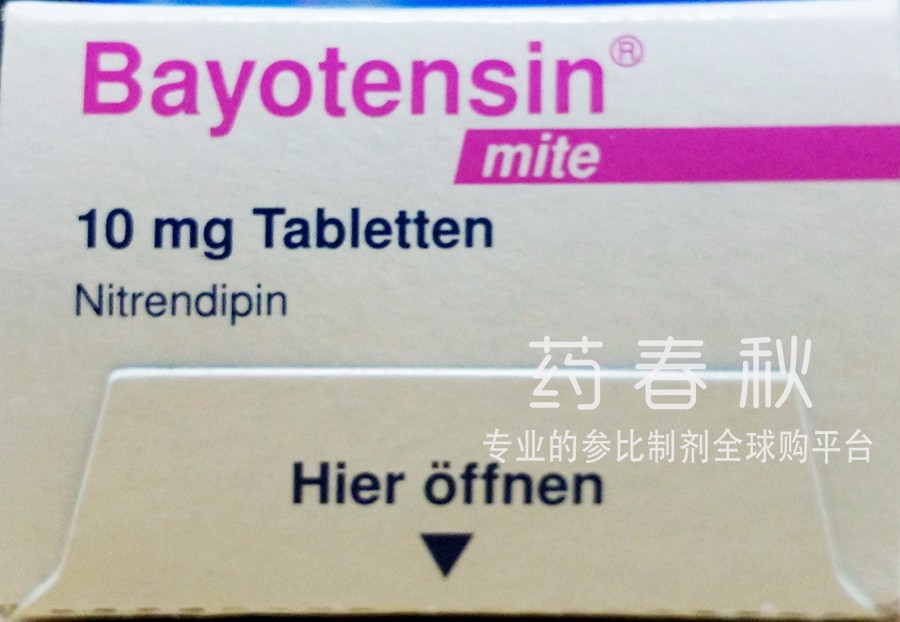 Bayotensin®
mite
10 mg Tabletten
Nitrendipin
药春秋
专业的参比制剂全球购平台
Hier öffnen